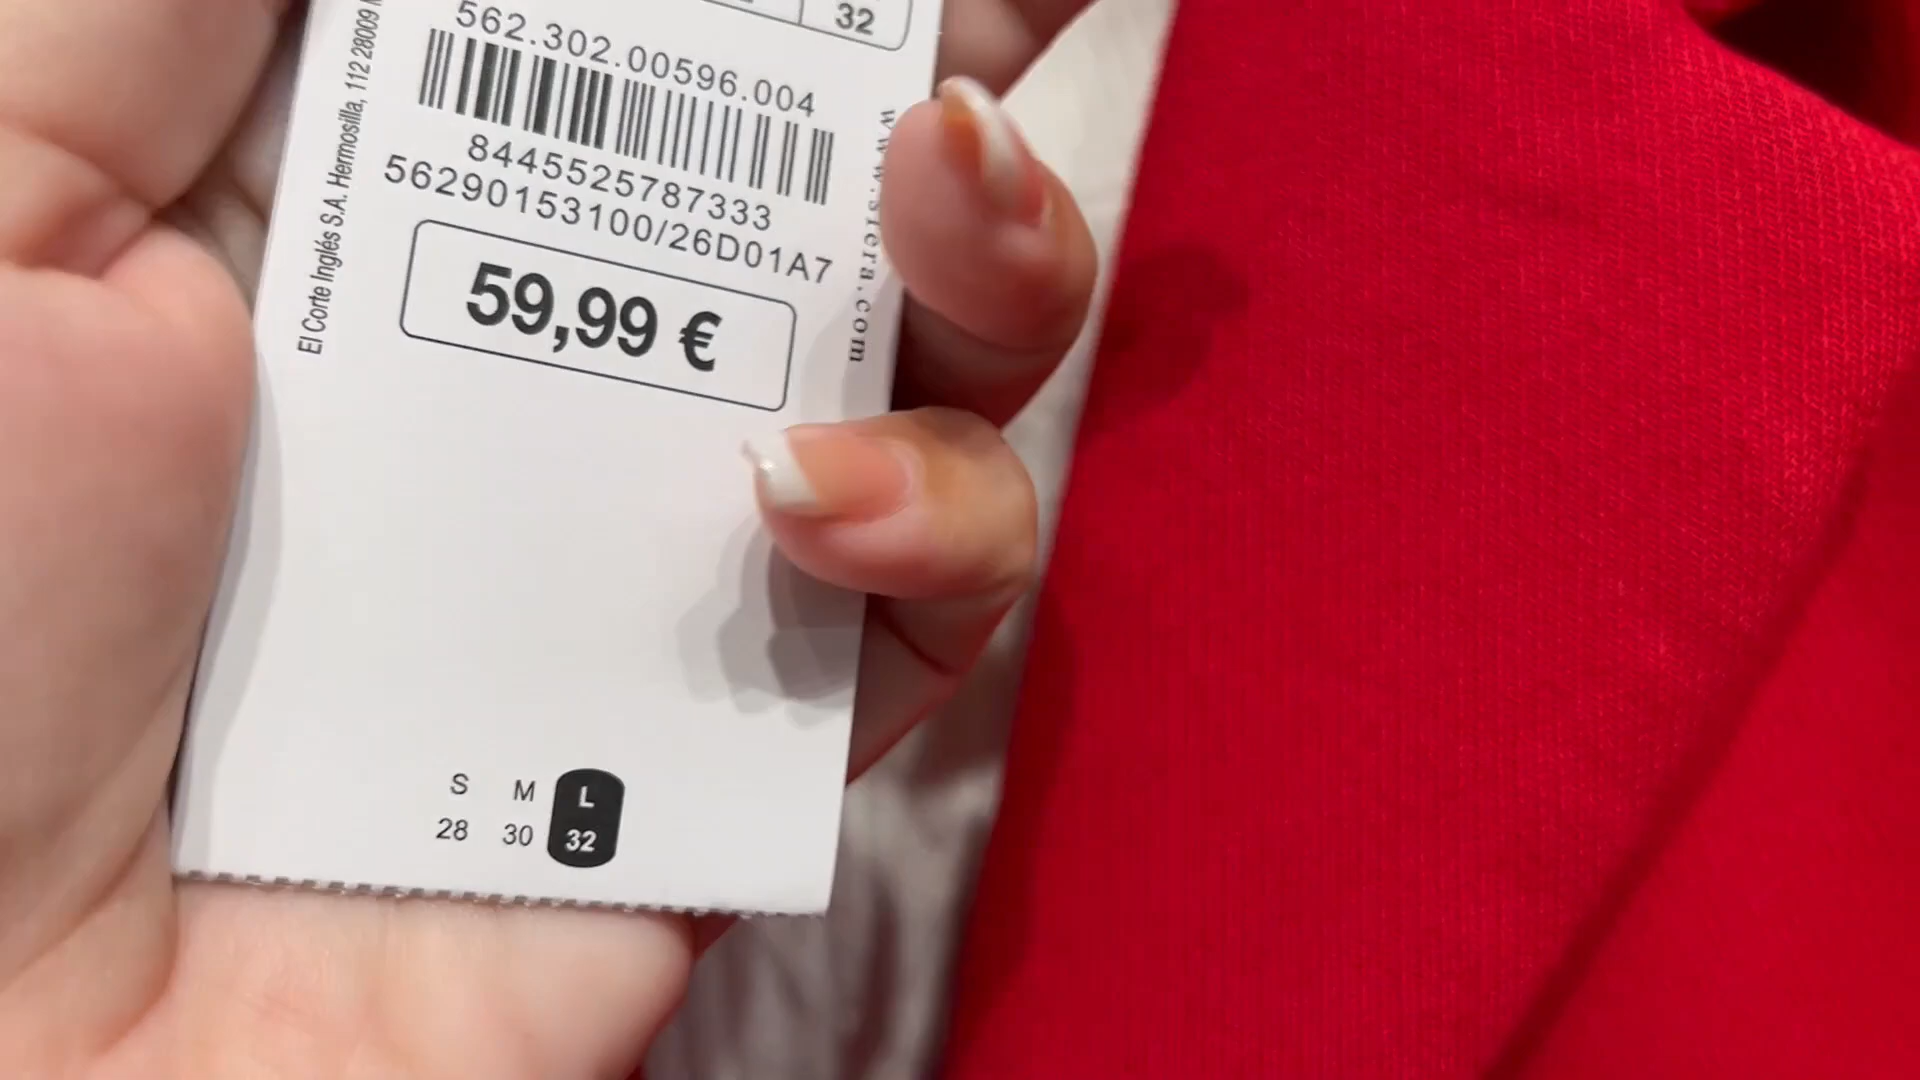 32
562.302.00596.004
8445525787333
56290153100/26D01A7
59,99 €
El Corte Inglés S.A. Hermosilla, 112 28009
www.sfera.com
S M L
28 30 32